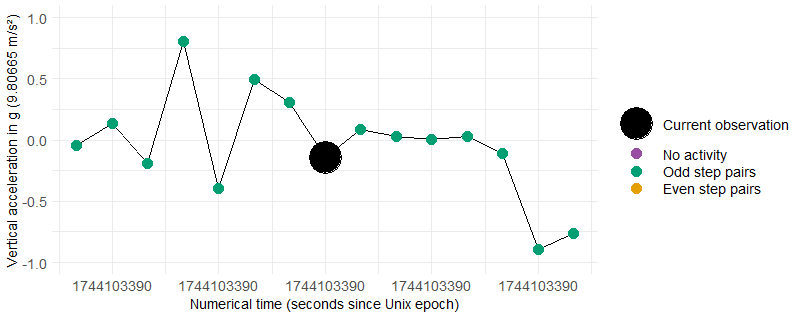 Vertical acceleration in g (9.80665 m/s²)
1.0
0.5
0.0
-0.5
-1.0
1744103390 1744103390 1744103390 1744103390 1744103390
Numerical time (seconds since Unix epoch)
Current observation
No activity
Odd step pairs
Even step pairs